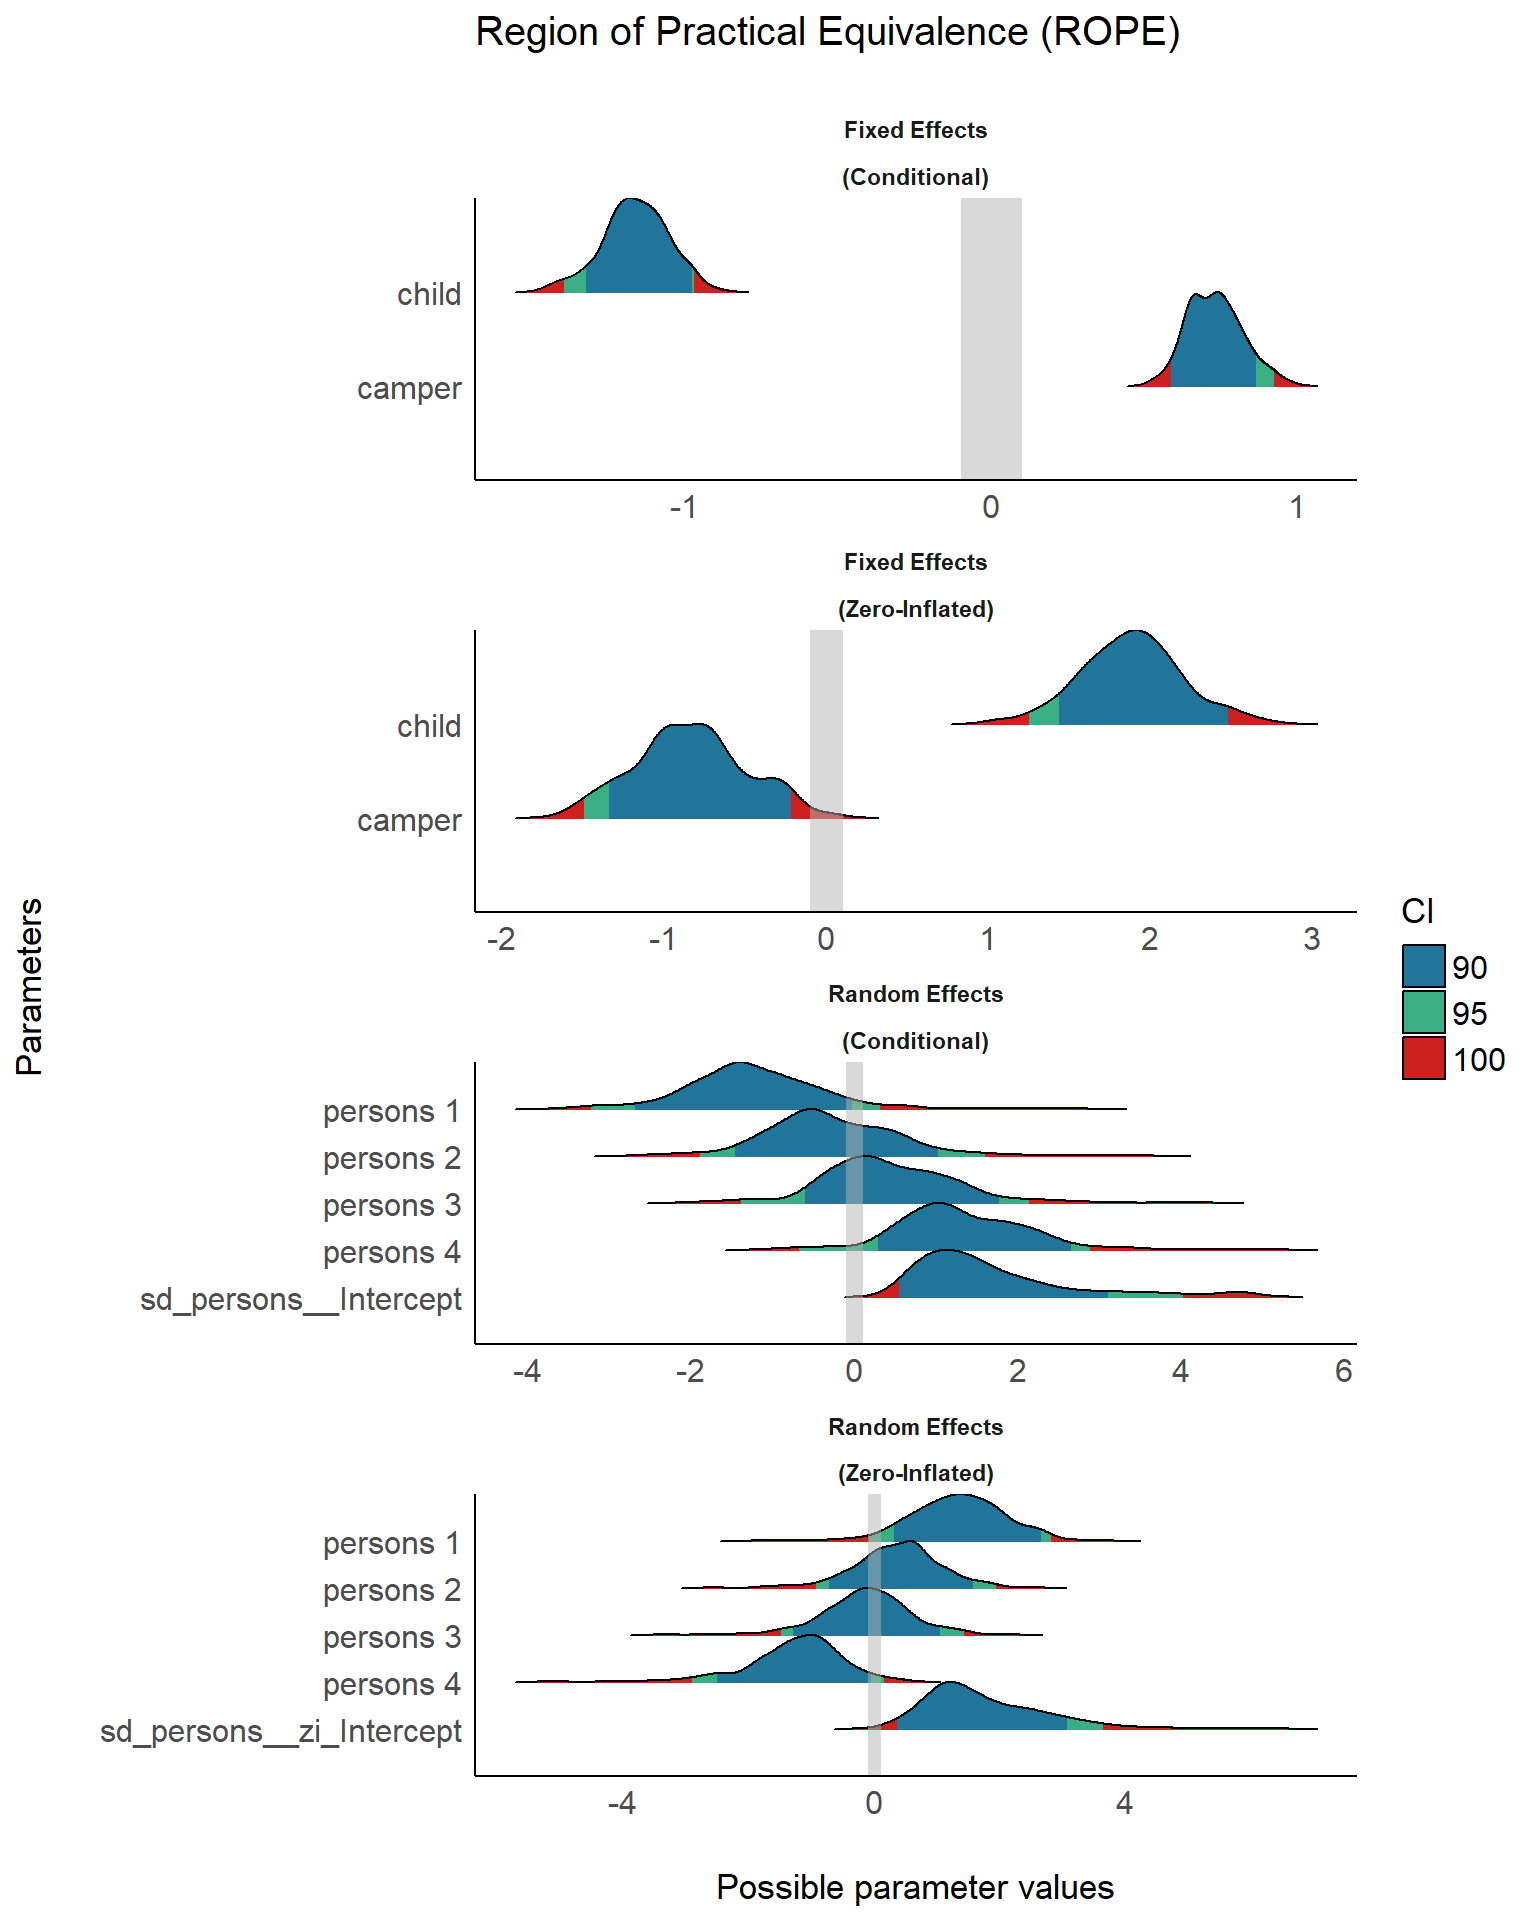 Region of Practical Equivalence (ROPE)
Fixed Effects
(Conditional)
child
camper
-1 0 1
Fixed Effects
(Zero-Inflated)
child
camper
-2 -1 0 1 2 3
Random Effects
(Conditional)
persons 1
persons 2
persons 3
persons 4
sd_persons__Intercept
-4 -2 0 2 4 6
Random Effects
(Zero-Inflated)
persons 1
persons 2
persons 3
persons 4
sd_persons__zi_Intercept
-4 0 4
Possible parameter values
Parameters
CI
90
95
100